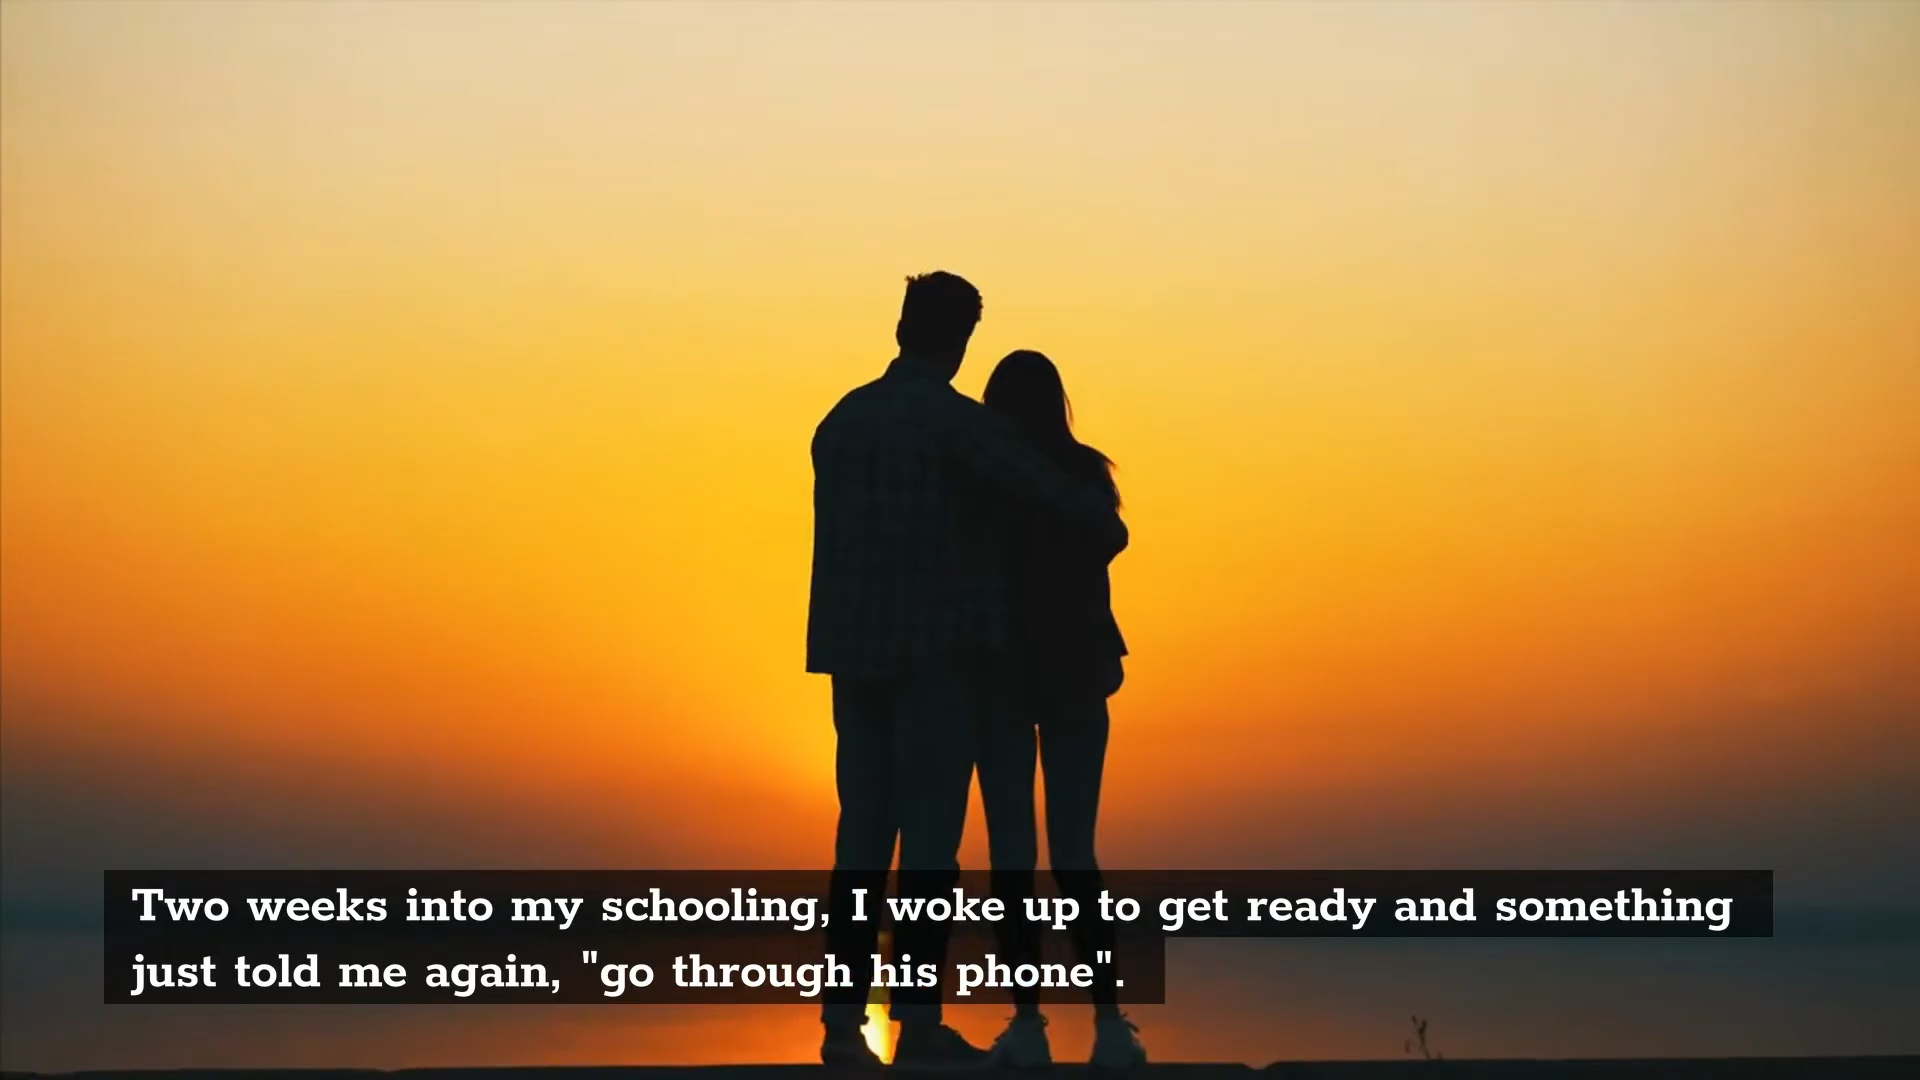 Two weeks into my schooling, I woke up to get ready and something
just told me again, "go through his phone".